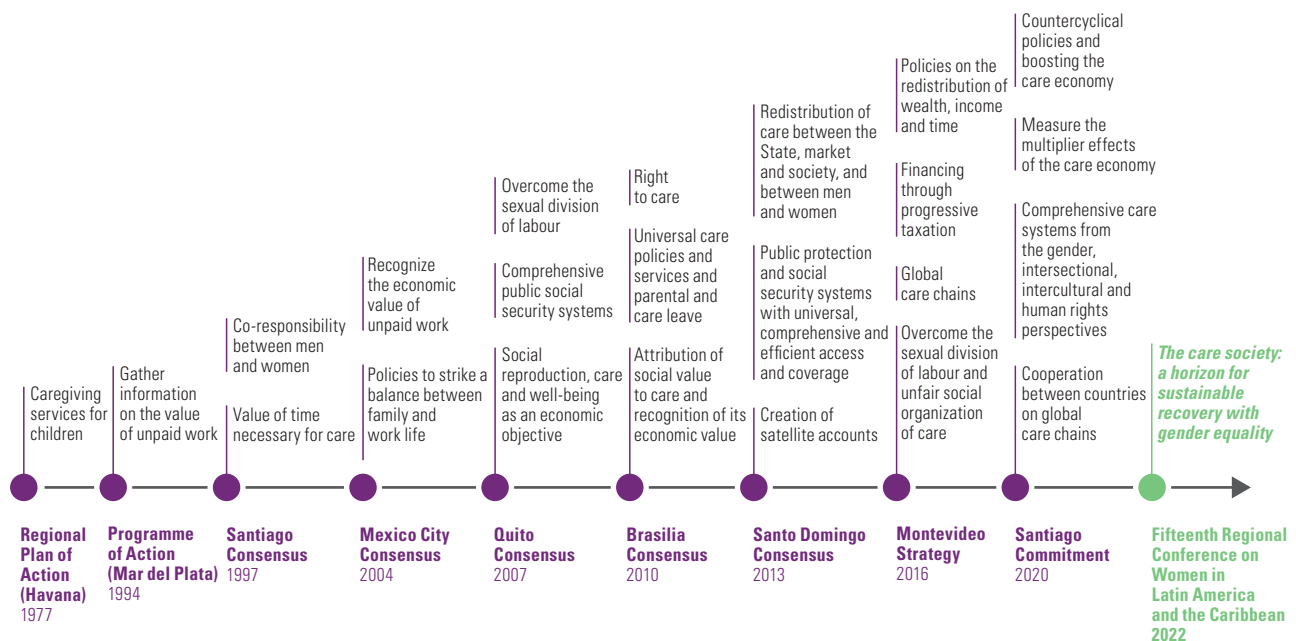 Caregiving
services for
children
Regional
Plan of
Action
(Havana)
1977
Gather
information
on the value
of unpaid work
Programme
of Action
(Mar del Plata)
1994
Co-responsibility
between men
and women
Value of time
necessary for care
Santiago
Consensus
1997
Recognize
the economic
value of
unpaid work
Policies to strike a
balance between
family and
work life
Mexico City
Consensus
2004
Overcome the
sexual division
of labour
Comprehensive
public social
security systems
Social
reproduction, care
and well-being
as an economic
objective
Quito
Consensus
2007
Right
to care
Universal care
policies and
services and
parental and
care leave
Attribution of
social value
to care and
recognition of its
economic value
Brasilia
Consensus
2010
Redistribution of
care between the
State, market
and society, and
between men
and women
Public protection
and social
security systems
with universal,
comprehensive and
efficient access
and coverage
Creation of
satellite accounts
Santo Domingo
Consensus
2013
Policies on the
redistribution of
wealth, income
and time
Financing
through
progressive
taxation
Global
care chains
Overcome the
sexual division
of labour and
unfair social
organization
of care
Montevideo
Strategy
2016
Countercyclical
policies and
boosting the
care economy
Measure the
multiplier effects
of the care economy
Comprehensive care
systems from
the gender,
intersectional,
intercultural and
human rights
perspectives
Cooperation
between countries
on global
care chains
Santiago
Commitment
2020
The care society:
a horizon for
sustainable
recovery with
gender equality
Fifteenth Regional
Conference on
Women in
Latin America
and the Caribbean
2022